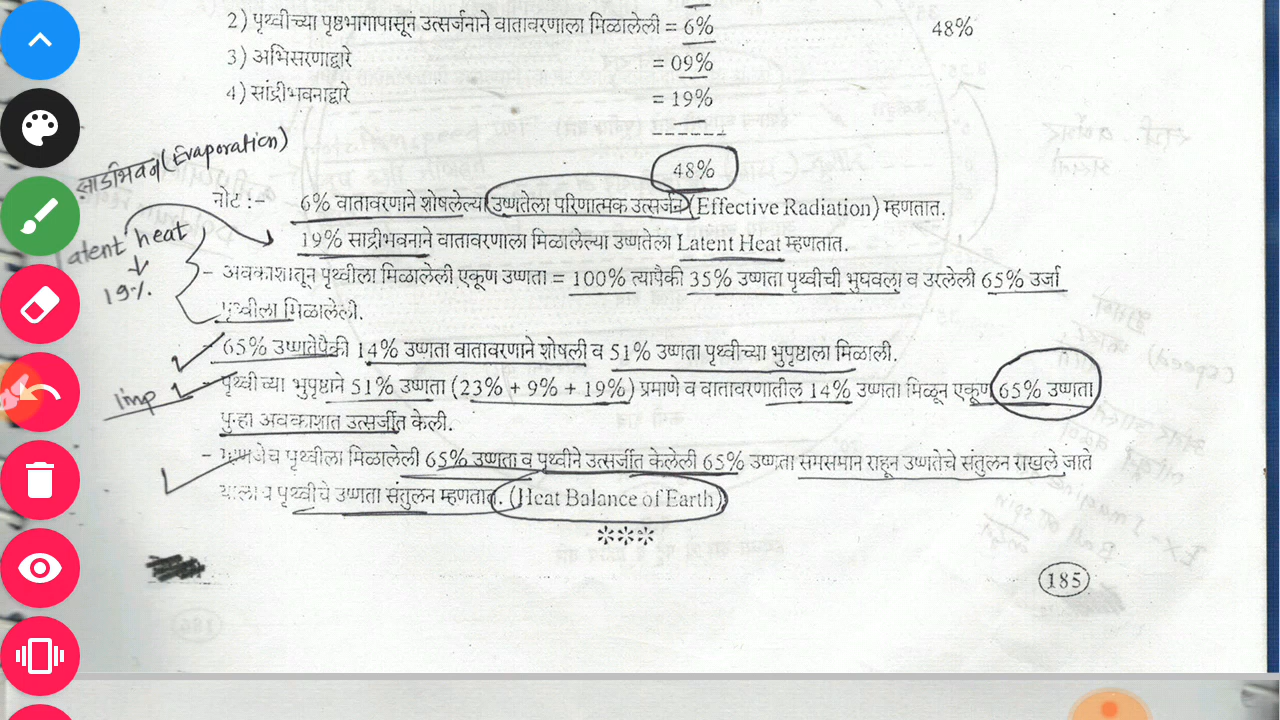 2) पृथ्वीच्या पृष्ठभागापासून उत्सर्जनाने वातावरणाला मिळालेली = 6% 48%
3) अभिसरणाद्वारे = 09%
4) सांद्रीभवनाद्वारे = 19%
------
48%
साद्रीभवन (Evaporation)
नोट :- 6% वातावरणाने शोषलेल्या उष्णतेला परिणात्मक उत्सर्जन (Effective Radiation) म्हणतात.
19% साद्रीभवनाने वातावरणाला मिळालेल्या उष्णतेला Latent Heat म्हणतात.
latent heat
19%
- अवकाशातून पृथ्वीला मिळालेली एकूण उष्णता = 100% त्यापैकी 35% उष्णता पृथ्वीची भुधवला व उरलेली 65% उर्जा
पृथ्वीला मिळालेली.
- 65% उष्णतेपैकी 14% उष्णता वातावरणाने शोषली व 51% उष्णता पृथ्वीच्या भुपृष्ठाला मिळाली.
imp
- पृथ्वीच्या भुपृष्ठाने 51% उष्णता (23% + 9% + 19%) प्रमाणे व वातावरणातील 14% उष्णता मिळून एकूण 65% उष्णता
पुन्हा अवकाशात उत्सर्जीत केली.
- म्हणजेच पृथ्वीला मिळालेली 65% उष्णता व पृथ्वीने उत्सर्जीत केलेली 65% उष्णता समसमान राहून उष्णतेचे संतुलन राखले जाते
यालाच पृथ्वीचे उष्णता संतुलन म्हणतात. (Heat Balance of Earth)
***
185